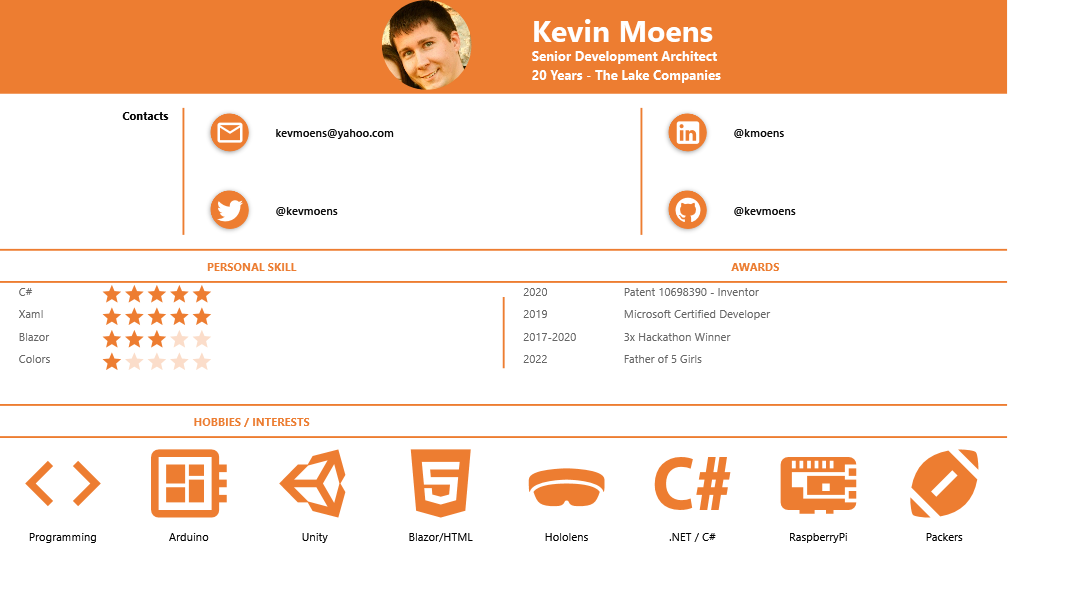 Kevin Moens
Senior Development Architect
20 Years - The Lake Companies
Contacts
kevmoens@yahoo.com
@kmoens
@kevmoens
@kevmoens
PERSONAL SKILL
AWARDS
C#
2020 Patent 10698390 - Inventor
Xaml
2019 Microsoft Certified Developer
Blazor
2017-2020 3x Hackathon Winner
Colors
2022 Father of 5 Girls
HOBBIES / INTERESTS
in
5
C#
Programming
Arduino
Unity
Blazor/HTML
Hololens
.NET / C#
RaspberryPi
Packers